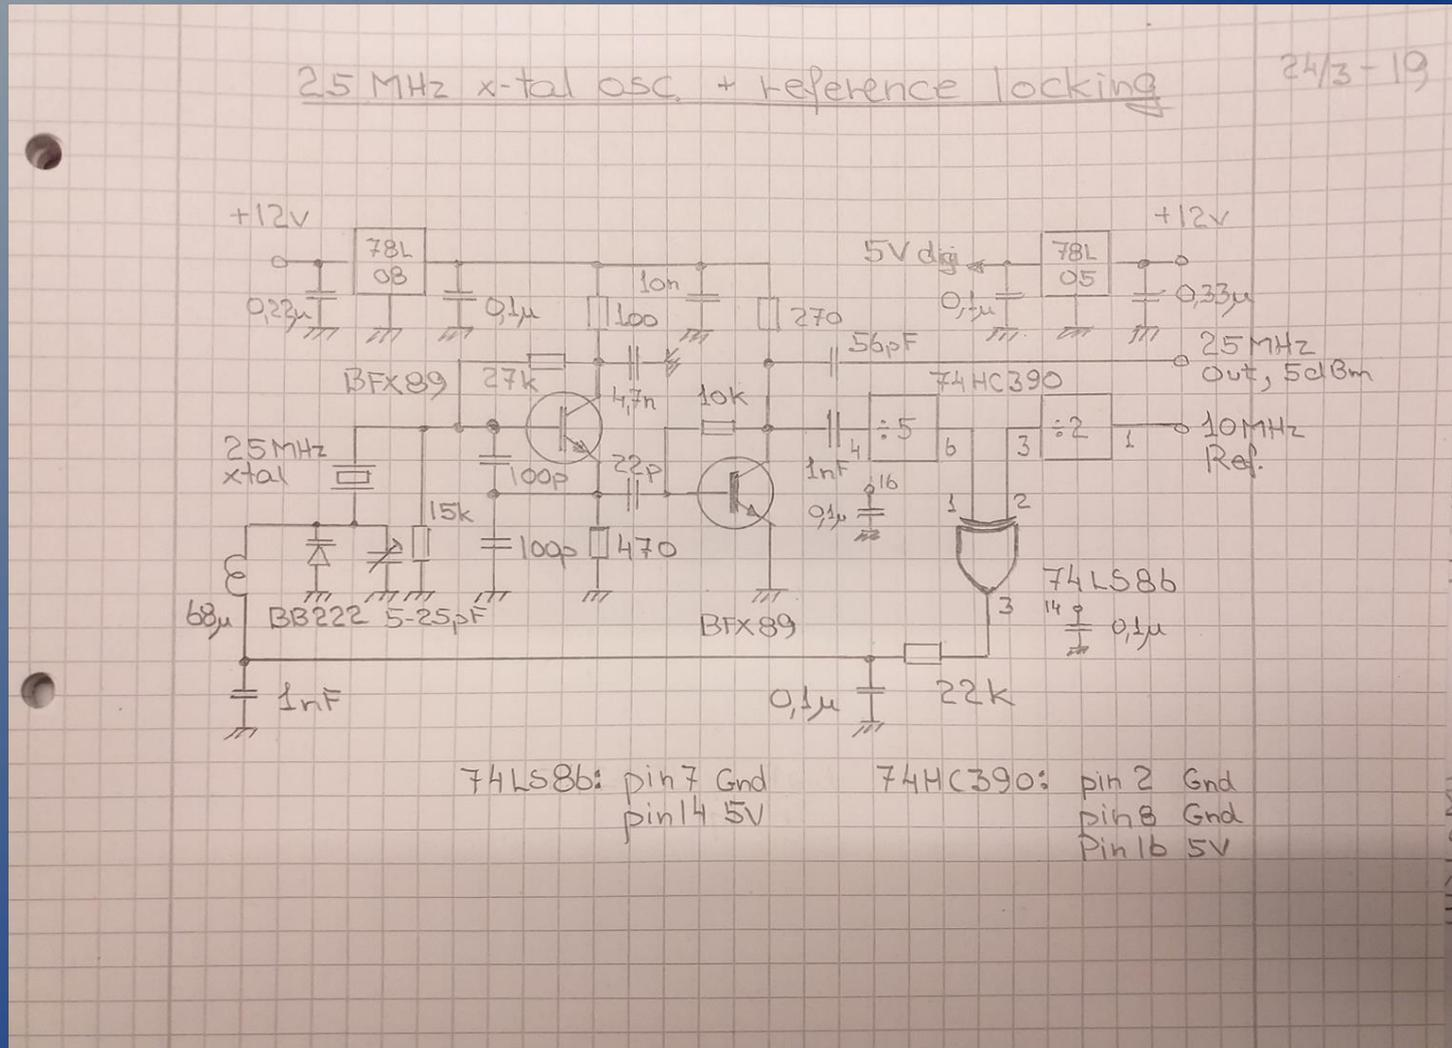 25 MHz x-tal osc. + reference locking
24/3-19
+12v
78L
08
0,22µ
0,1µ
100
10n
270
5V digi
78L
05
+12v
0,1µ
0,33µ
56pF
25MHz
Out, 5dBm
BFX89
27k
4,7n
10k
74HC390
÷5
4
6
÷2
3
1
10MHz
Ref.
25MHz
xtal
100p
22p
1nF
16
0,1µ
1
2
15k
100p
470
68µ
BB222
5-25pF
BFX89
74LS86
3
14
0,1µ
1nF
0,1µ
22k
74LS86: pin7 Gnd
pin14 5V
74HC390: pin 2 Gnd
pin8 Gnd
Pin16 5V